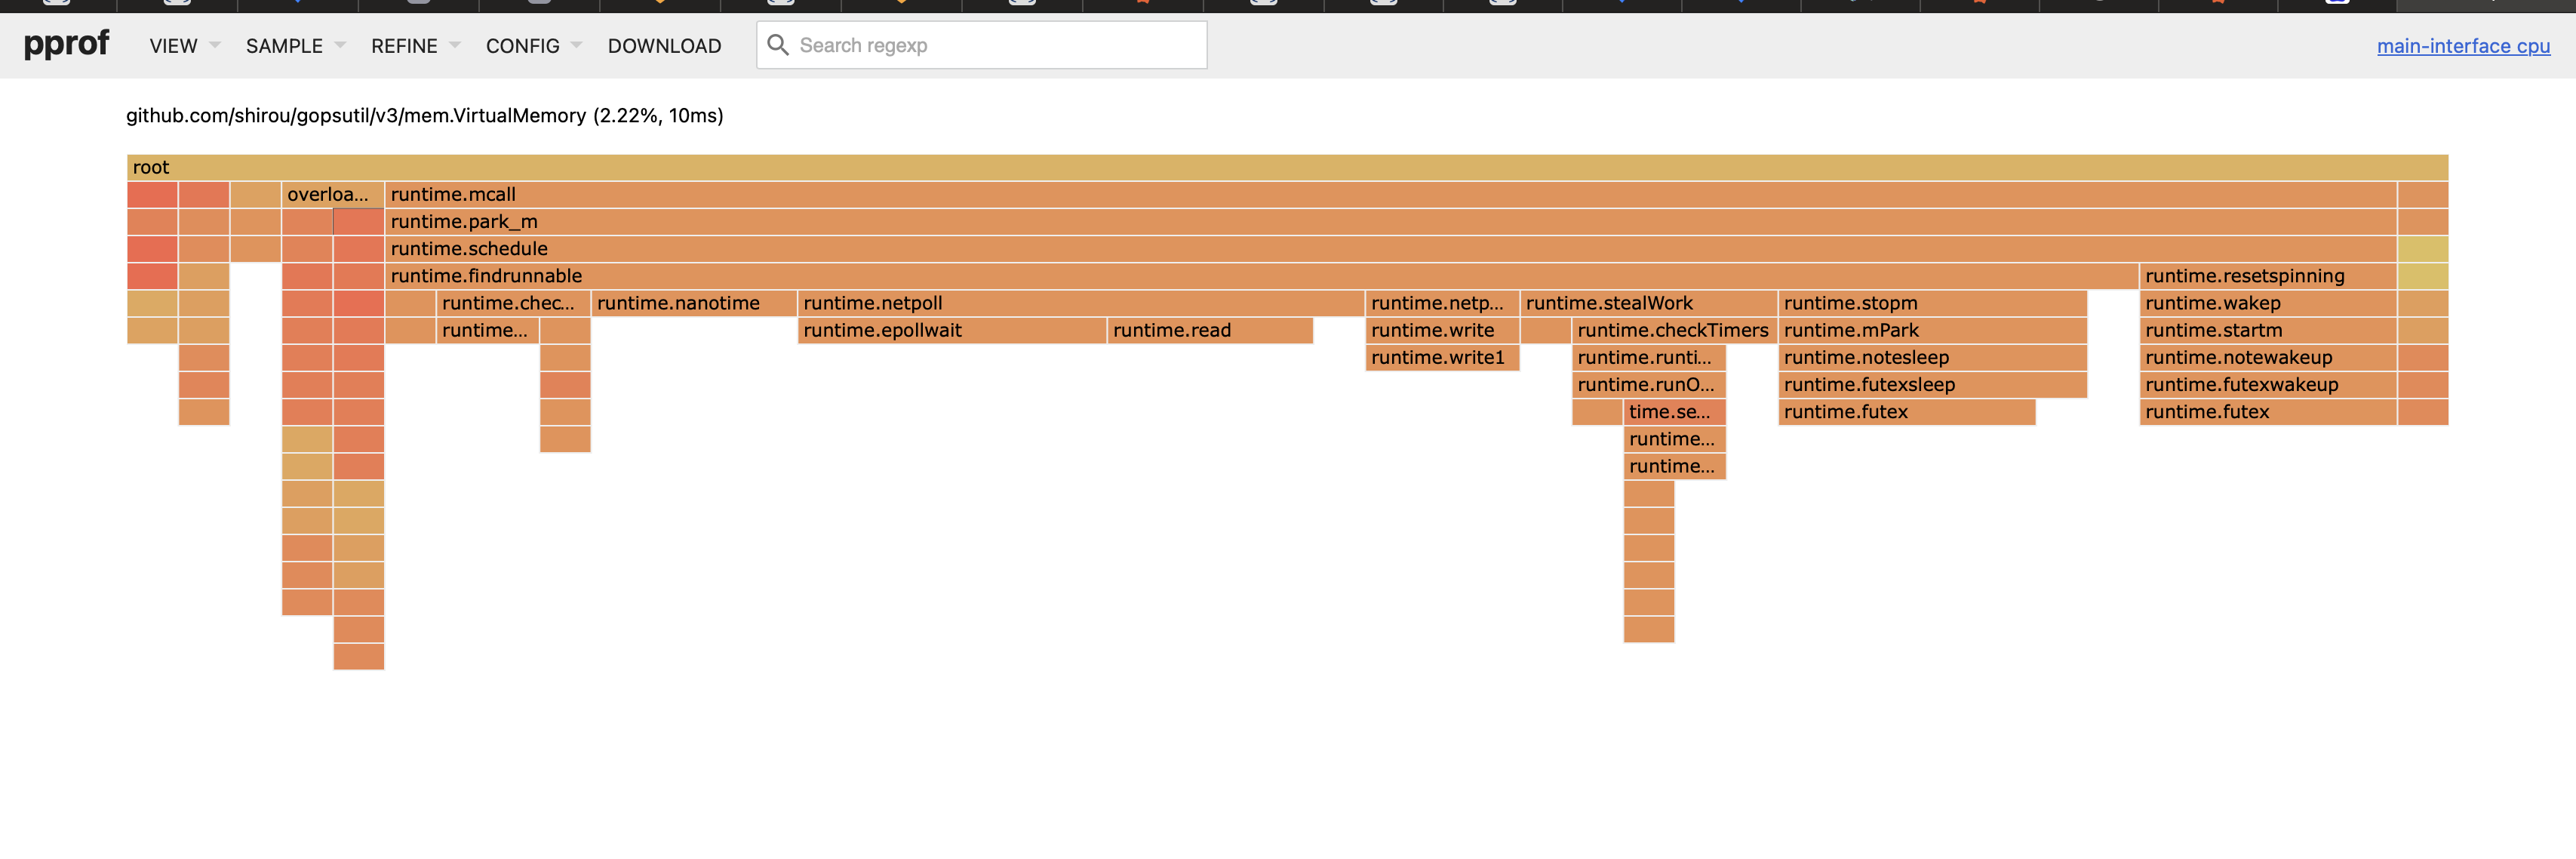 pprof VIEW SAMPLE REFINE CONFIG DOWNLOAD Search regexp main-interface cpu
github.com/shirou/gopsutil/v3/mem.VirtualMemory (2.22%, 10ms)
root
overloa... runtime.mcall
runtime.park_m
runtime.schedule
runtime.findrunnable runtime.resetspinning
runtime.chec... runtime.nanotime runtime.netpoll runtime.netp... runtime.stealWork runtime.stopm runtime.wakep
runtime... runtime.epollwait runtime.read runtime.write runtime.checkTimers runtime.mPark runtime.startm
runtime.write1 runtime.runti... runtime.notesleep runtime.notewakeup
runtime.runO... runtime.futexsleep runtime.futexwakeup
time.se... runtime.futex runtime.futex
runtime...
runtime...